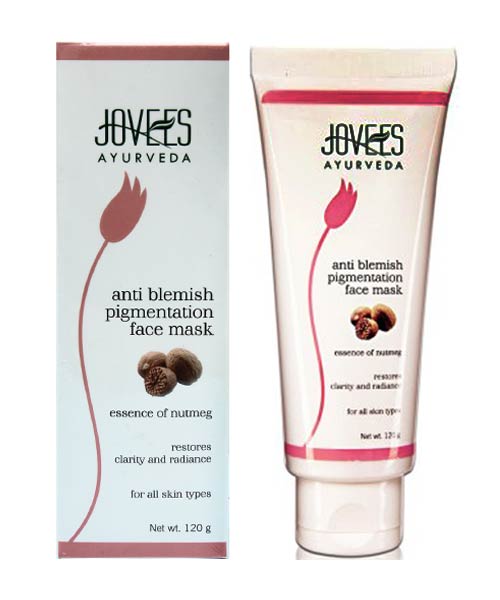 JOVEES
AYURVEDA
anti blemish
pigmentation
face mask
essence of nutmeg
restores
clarity and radiance
for all skin types
Net wt. 120 g
JOVEES
AYURVEDA
anti blemish
pigmentation
face mask
essence of nutmeg
restores
clarity and radiance
for all skin types
Net wt. 120 g